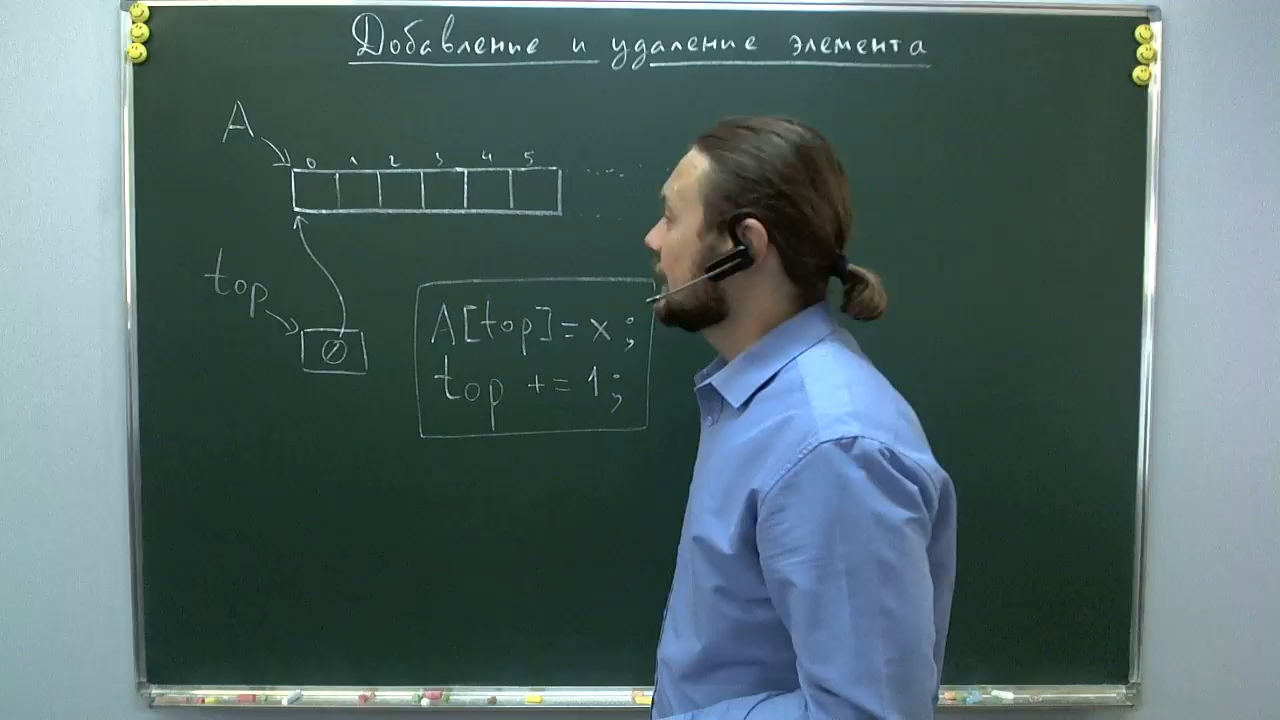 Добавление и удаление элемента
A
0 1 2 3 4 5
top
0
A[top]=x;
top += 1;